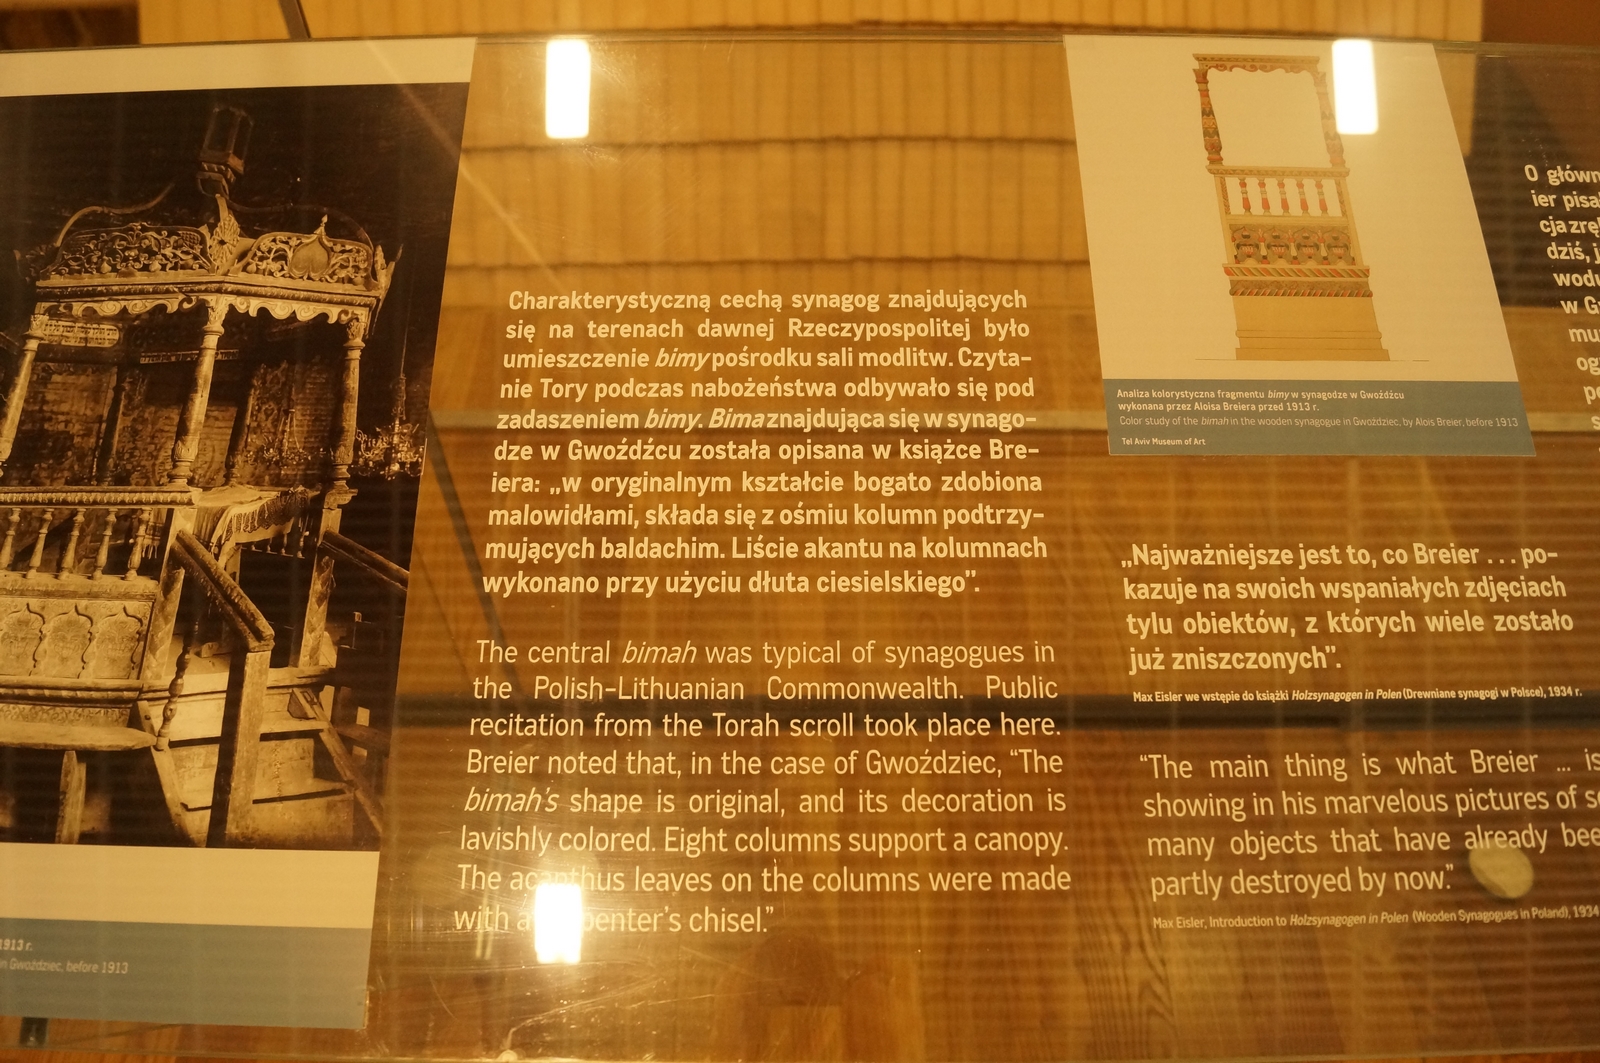 1913 r.
in Gwoździec, before 1913
Charakterystyczną cechą synagog znajdujących
się na terenach dawnej Rzeczypospolitej było
umieszczenie bimy pośrodku sali modlitw. Czyta-
nie Tory podczas nabożeństwa odbywało się pod
zadaszeniem bimy. Bima znajdująca się w synago-
dze w Gwoźdźcu została opisana w książce Bre-
iera: „w oryginalnym kształcie bogato zdobiona
malowidłami, składa się z ośmiu kolumn podtrzy-
mujących baldachim. Liście akantu na kolumnach
wykonano przy użyciu dłuta ciesielskiego”.
The central bimah was typical of synagogues in
the Polish-Lithuanian Commonwealth. Public
recitation from the Torah scroll took place here.
Breier noted that, in the case of Gwoździec, “The
bimah’s shape is original, and its decoration is
lavishly colored. Eight columns support a canopy.
The acanthus leaves on the columns were made
with a penter’s chisel.”
Analiza kolorystyczna fragmentu bimy w synagodze w Gwoźdźcu
wykonana przez Aloisa Breiera przed 1913 r.
Color study of the bimah in the wooden synagogue in Gwoździec, by Alois Breier, before 1913
Tel Aviv Museum of Art
„Najważniejsze jest to, co Breier . . . po-
kazuje na swoich wspaniałych zdjęciach
tylu obiektów, z których wiele zostało
już zniszczonych”.
Max Eisler we wstępie do książki Holzsynagogen in Polen (Drewniane synagogi w Polsce), 1934 r.
“The main thing is what Breier ... is
showing in his marvelous pictures of so
many objects that have already bee
partly destroyed by now.”
Max Eisler, Introduction to Holzsynagogen in Polen (Wooden Synagogues in Poland), 1934
O główn
ier pisa
cja zrę
dziś, j
wodu
w G
mu
og
p
s